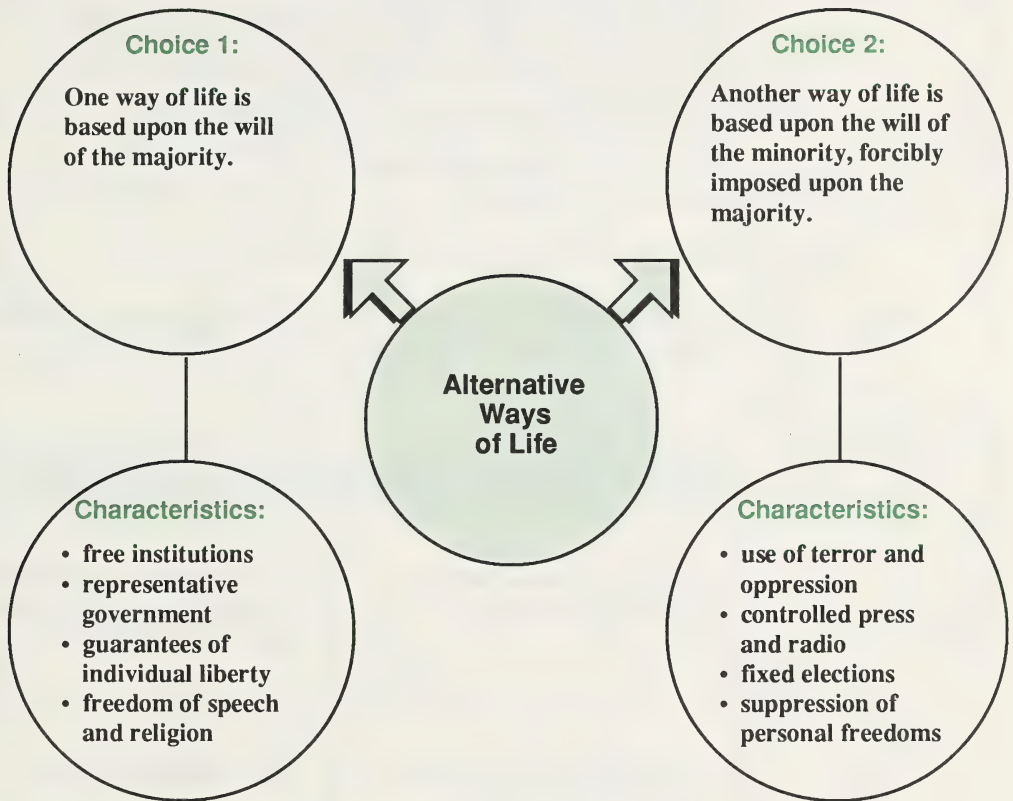 Choice 1:
One way of life is
based upon the will
of the majority.
Choice 2:
Another way of life is
based upon the will of
the minority, forcibly
imposed upon the
majority.
Alternative
Ways
of Life
Characteristics:
• free institutions
• representative
government
• guarantees of
individual liberty
• freedom of speech
and religion
Characteristics:
• use of terror and
oppression
• controlled press
and radio
• fixed elections
• suppression of
personal freedoms